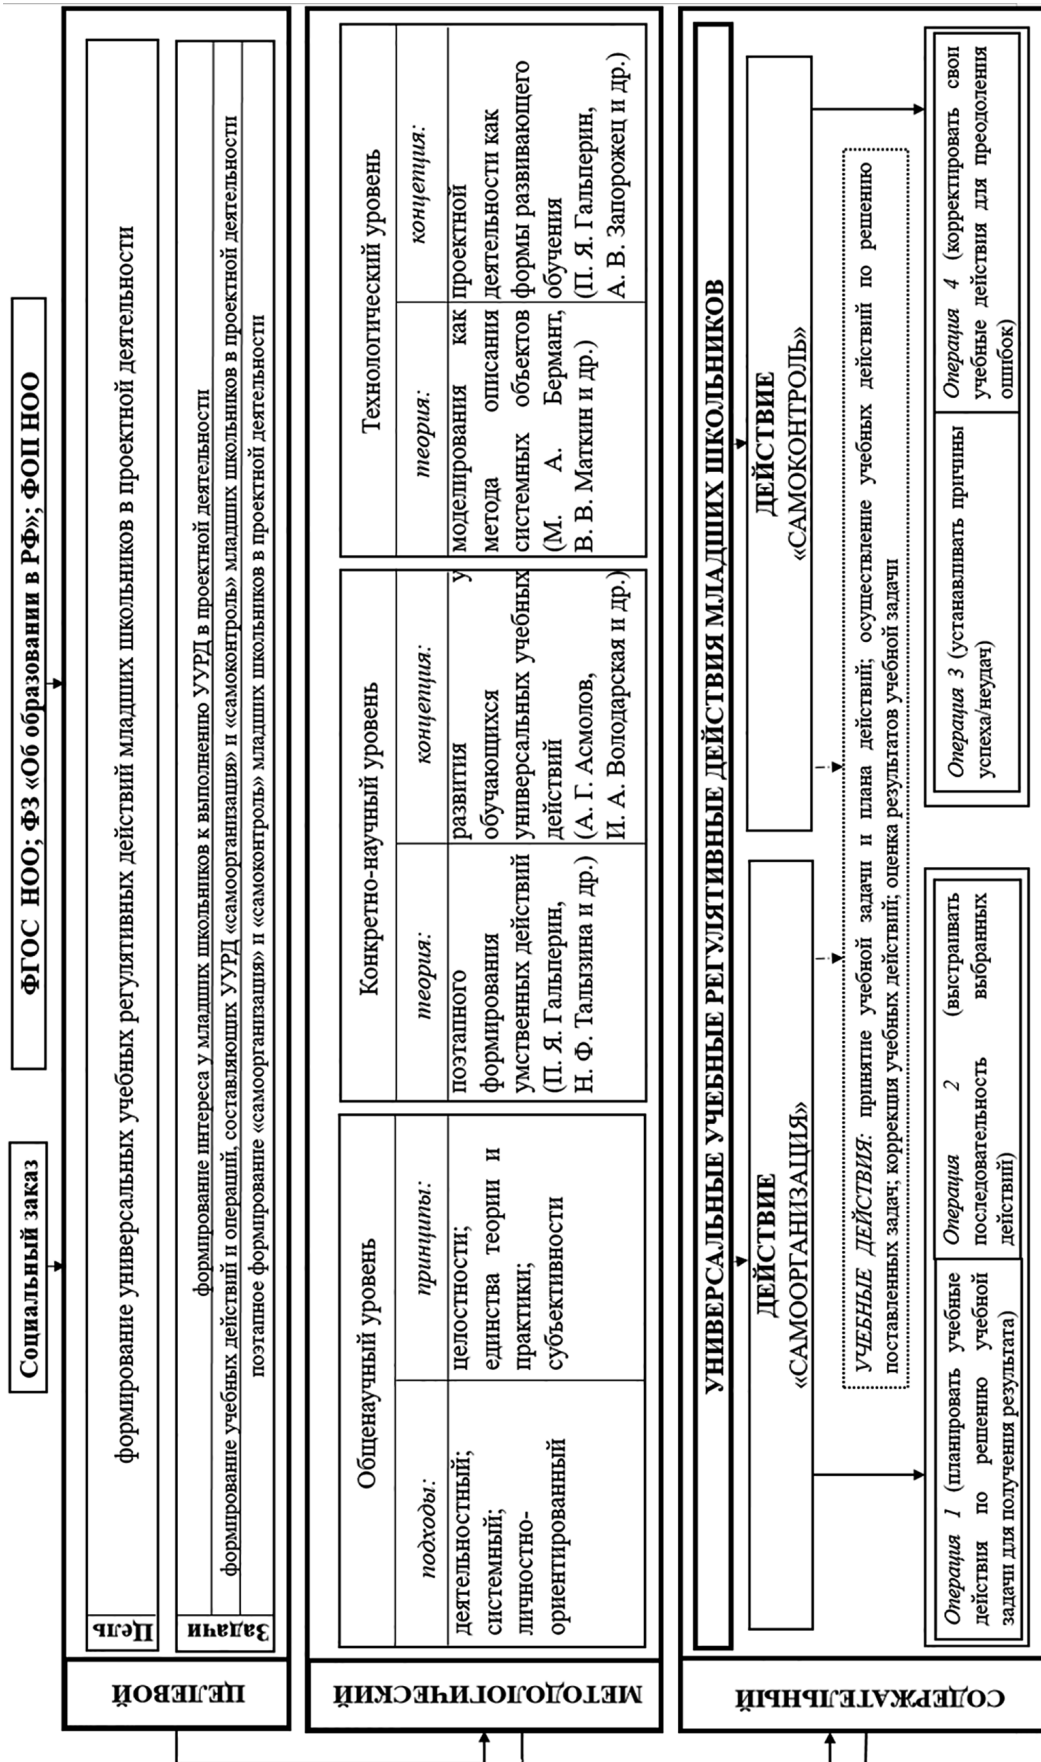 Социальный заказ
ФГОС НОО; ФЗ «Об образовании в РФ»; ФОП НОО
ЦЕЛЕВОЙ
Цель
формирование универсальных учебных регулятивных действий младших школьников в проектной деятельности
Задачи
формирование интереса у младших школьников к выполнению УУРД в проектной деятельности
формирование учебных действий и операций, составляющих УУРД «самоорганизация» и «самоконтроль» младших школьников в проектной деятельности
поэтапное формирование «самоорганизация» и «самоконтроль» младших школьников в проектной деятельности
МЕТОДОЛОГИЧЕСКИЙ
Общенаучный уровень
подходы:
деятельностный;
системный;
личностно-
ориентированный
принципы:
целостности;
единства теории и
практики;
субъективности
Конкретно-научный уровень
теория:
поэтапного
формирования
умственных действий
(П. Я. Гальперин,
Н. Ф. Талызина и др.)
концепция:
развития у
обучающихся
универсальных учебных
действий
(А. Г. Асмолов,
И. А. Володарская и др.)
Технологический уровень
теория:
моделирования как
метода описания
системных объектов
(М. А. Бермант,
В. В. Маткин и др.)
концепция:
проектной
деятельности как
формы развивающего
обучения
(П. Я. Гальперин,
А. В. Запорожец и др.)
СОДЕРЖАТЕЛЬНЫЙ
УНИВЕРСАЛЬНЫЕ УЧЕБНЫЕ РЕГУЛЯТИВНЫЕ ДЕЙСТВИЯ МЛАДШИХ ШКОЛЬНИКОВ
ДЕЙСТВИЕ
«САМООРГАНИЗАЦИЯ»
ДЕЙСТВИЕ
«САМОКОНТРОЛЬ»
УЧЕБНЫЕ ДЕЙСТВИЯ: принятие учебной задачи и плана действий; осуществление учебных действий по решению
поставленных задач; коррекция учебных действий; оценка результатов учебной задачи
Операция 1 (планировать учебные
действия по решению учебной
задачи для получения результата)
Операция 2 (выстраивать
последовательность выбранных
действий)
Операция 3 (устанавливать причины
успеха/неудач)
Операция 4 (корректировать свои
учебные действия для преодоления
ошибок)